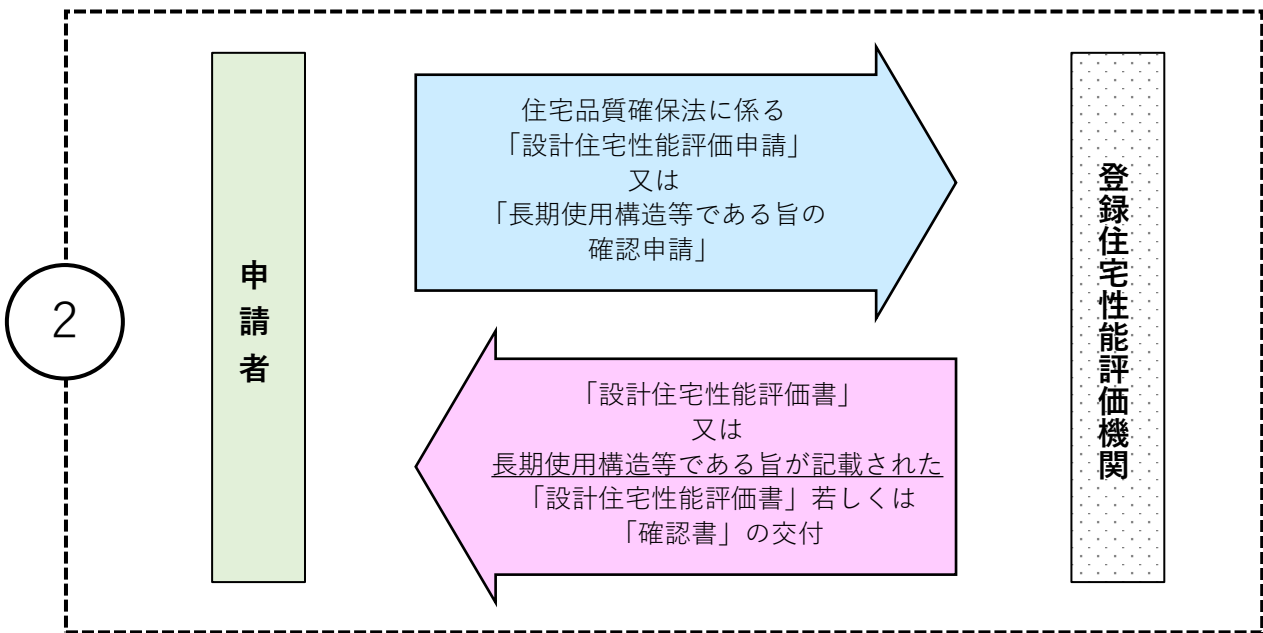 2
申請者
住宅品質確保法に係る
「設計住宅性能評価申請」
又は
「長期使用構造等である旨の
確認申請」
「設計住宅性能評価書」
又は
長期使用構造等である旨が記載された
「設計住宅性能評価書」若しくは
「確認書」の交付
登録住宅性能評価機関